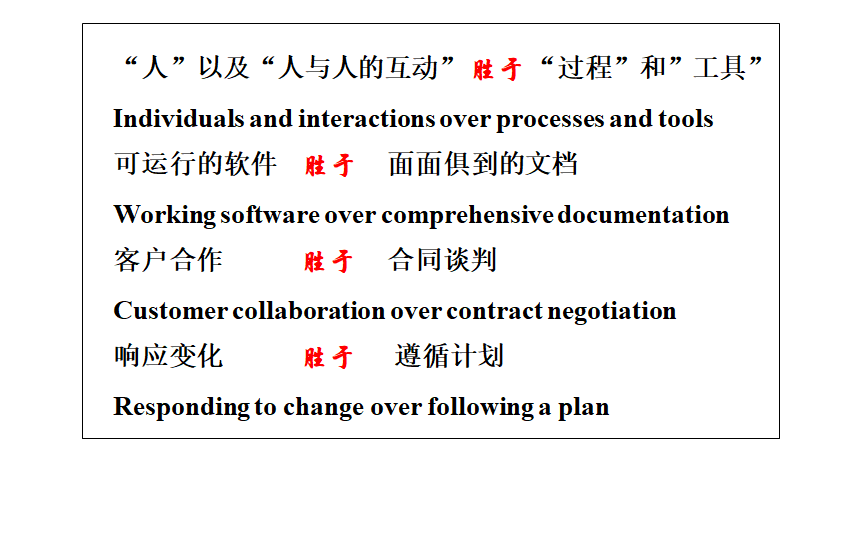 “人”以及“人与人的互动” 胜于 “过程”和”工具”
Individuals and interactions over processes and tools
可运行的软件 胜于 面面俱到的文档
Working software over comprehensive documentation
客户合作 胜于 合同谈判
Customer collaboration over contract negotiation
响应变化 胜于 遵循计划
Responding to change over following a plan